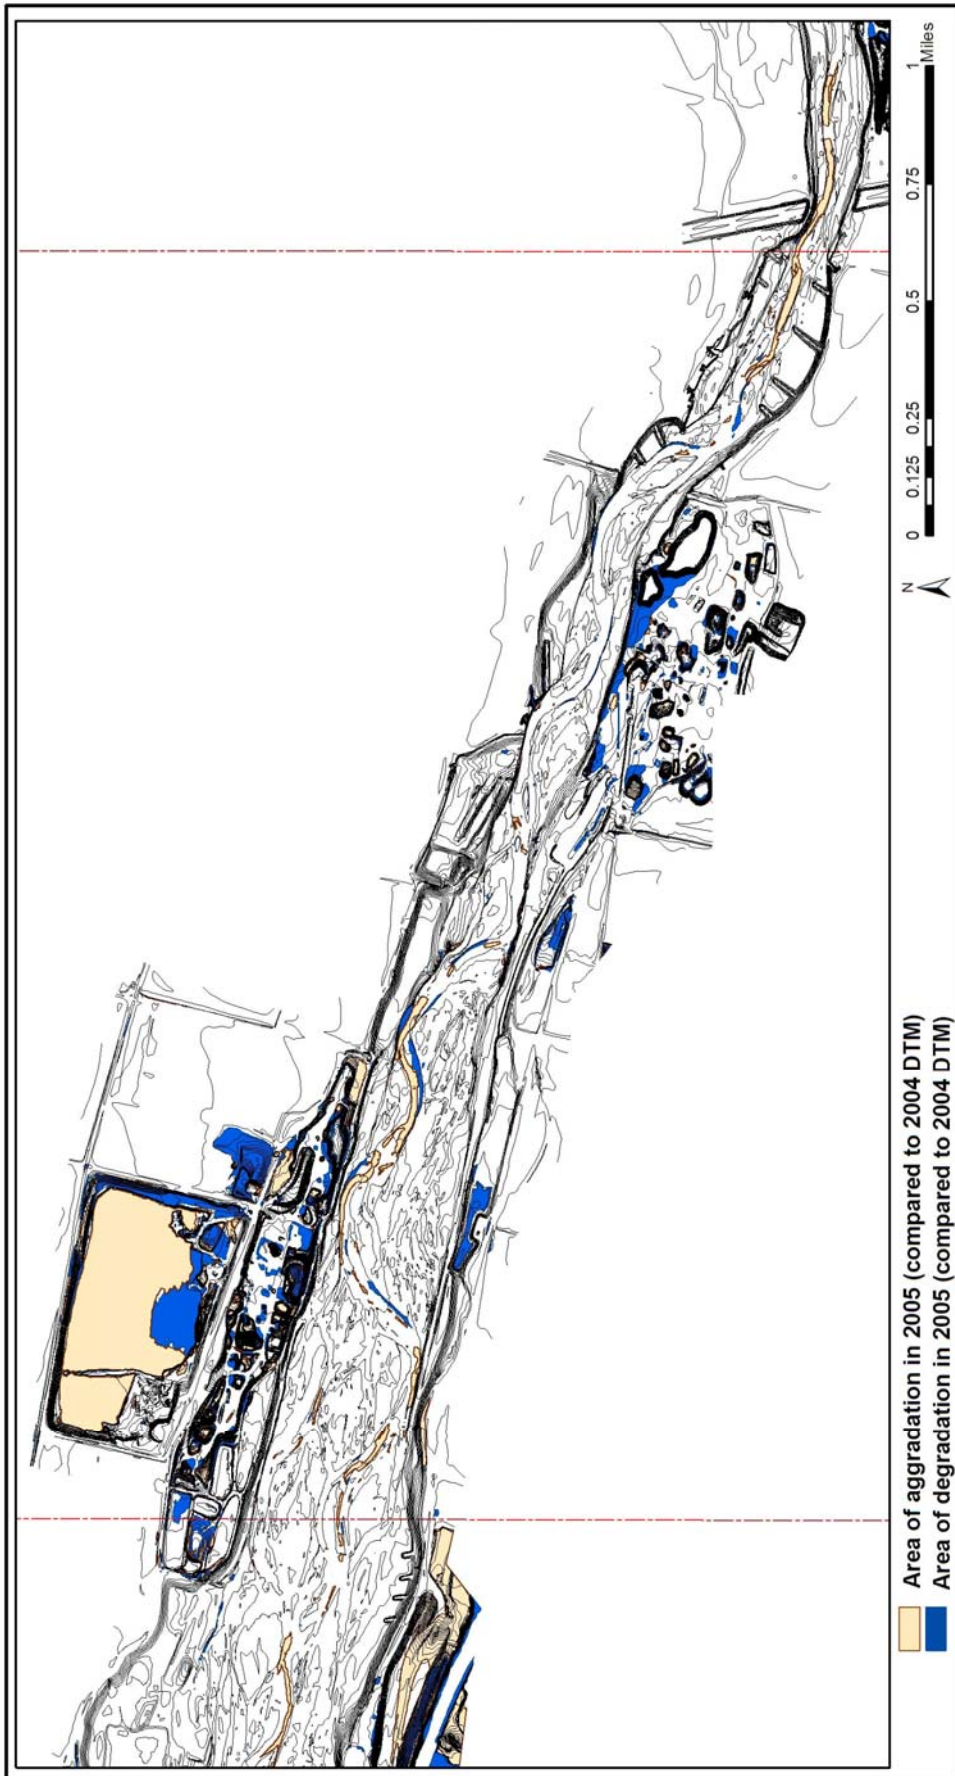 Area of aggradation in 2005 (compared to 2004 DTM)
Area of degradation in 2005 (compared to 2004 DTM)
N
0 0.125 0.25 0.5 0.75 1
Miles